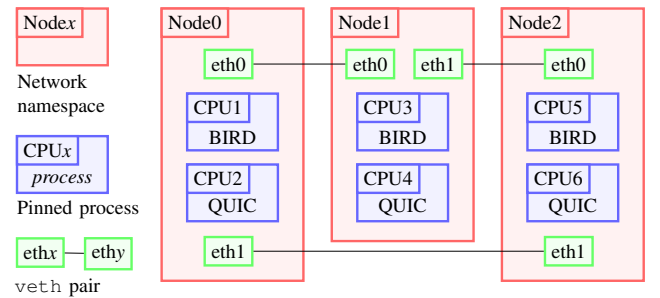 Nodex
Network
namespace
CPUx
process
Pinned process
ethx
ethy
veth pair
Node0
Node1
Node2
eth0
eth0
eth1
eth0
CPU1
BIRD
CPU3
BIRD
CPU5
BIRD
CPU2
QUIC
CPU4
QUIC
CPU6
QUIC
eth1
eth1